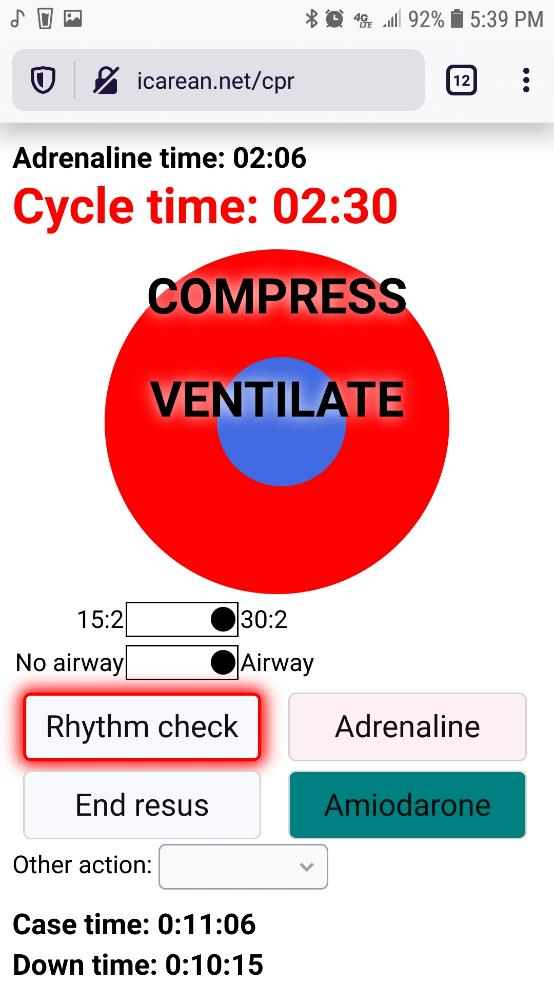 4G LTE 92% 5:39 PM
icarean.net/cpr 12
Adrenaline time: 02:06
Cycle time: 02:30
COMPRESS
VENTILATE
15:2 30:2
No airway Airway
Rhythm check Adrenaline
End resus Amiodarone
Other action:
Case time: 0:11:06
Down time: 0:10:15